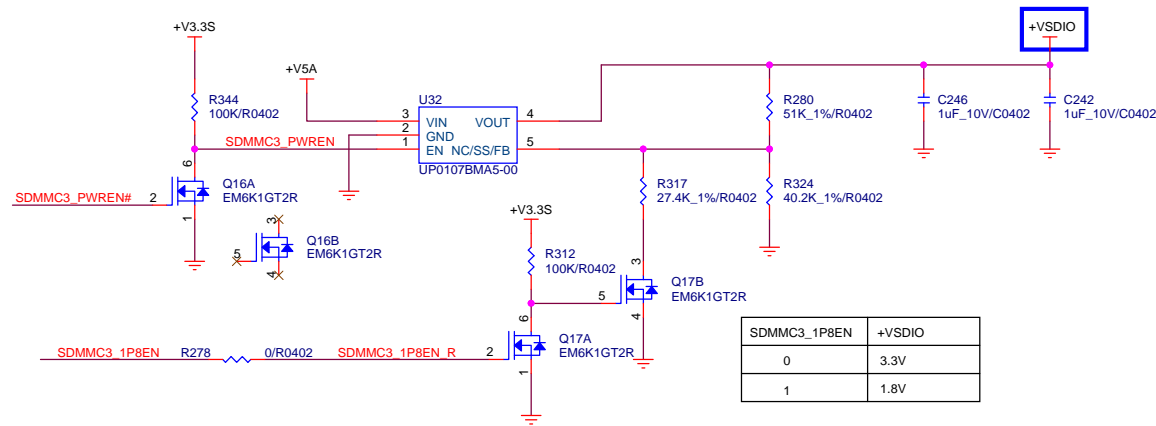 +V3.3S
+VSDIO
+V5A
R344
100K/R0402
U32
3
VIN
VOUT
4
2
GND
1
EN
NC/SS/FB
5
UP0107BMA5-00
SDMMC3_PWREN
R280
51K_1%/R0402
C246
1uF_10V/C0402
C242
1uF_10V/C0402
6
Q16A
EM6K1GT2R
SDMMC3_PWREN#
2
1
R317
27.4K_1%/R0402
R324
40.2K_1%/R0402
+V3.3S
3
Q16B
EM6K1GT2R
5
4
R312
100K/R0402
3
Q17B
EM6K1GT2R
5
4
6
Q17A
EM6K1GT2R
SDMMC3_1P8EN
R278
0/R0402
SDMMC3_1P8EN_R
2
1
SDMMC3_1P8EN
+VSDIO
0
3.3V
1
1.8V